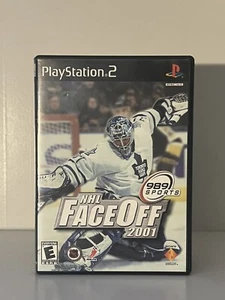 PlayStation 2
989 SPORTS
NHL
FACEOFF
2001
E